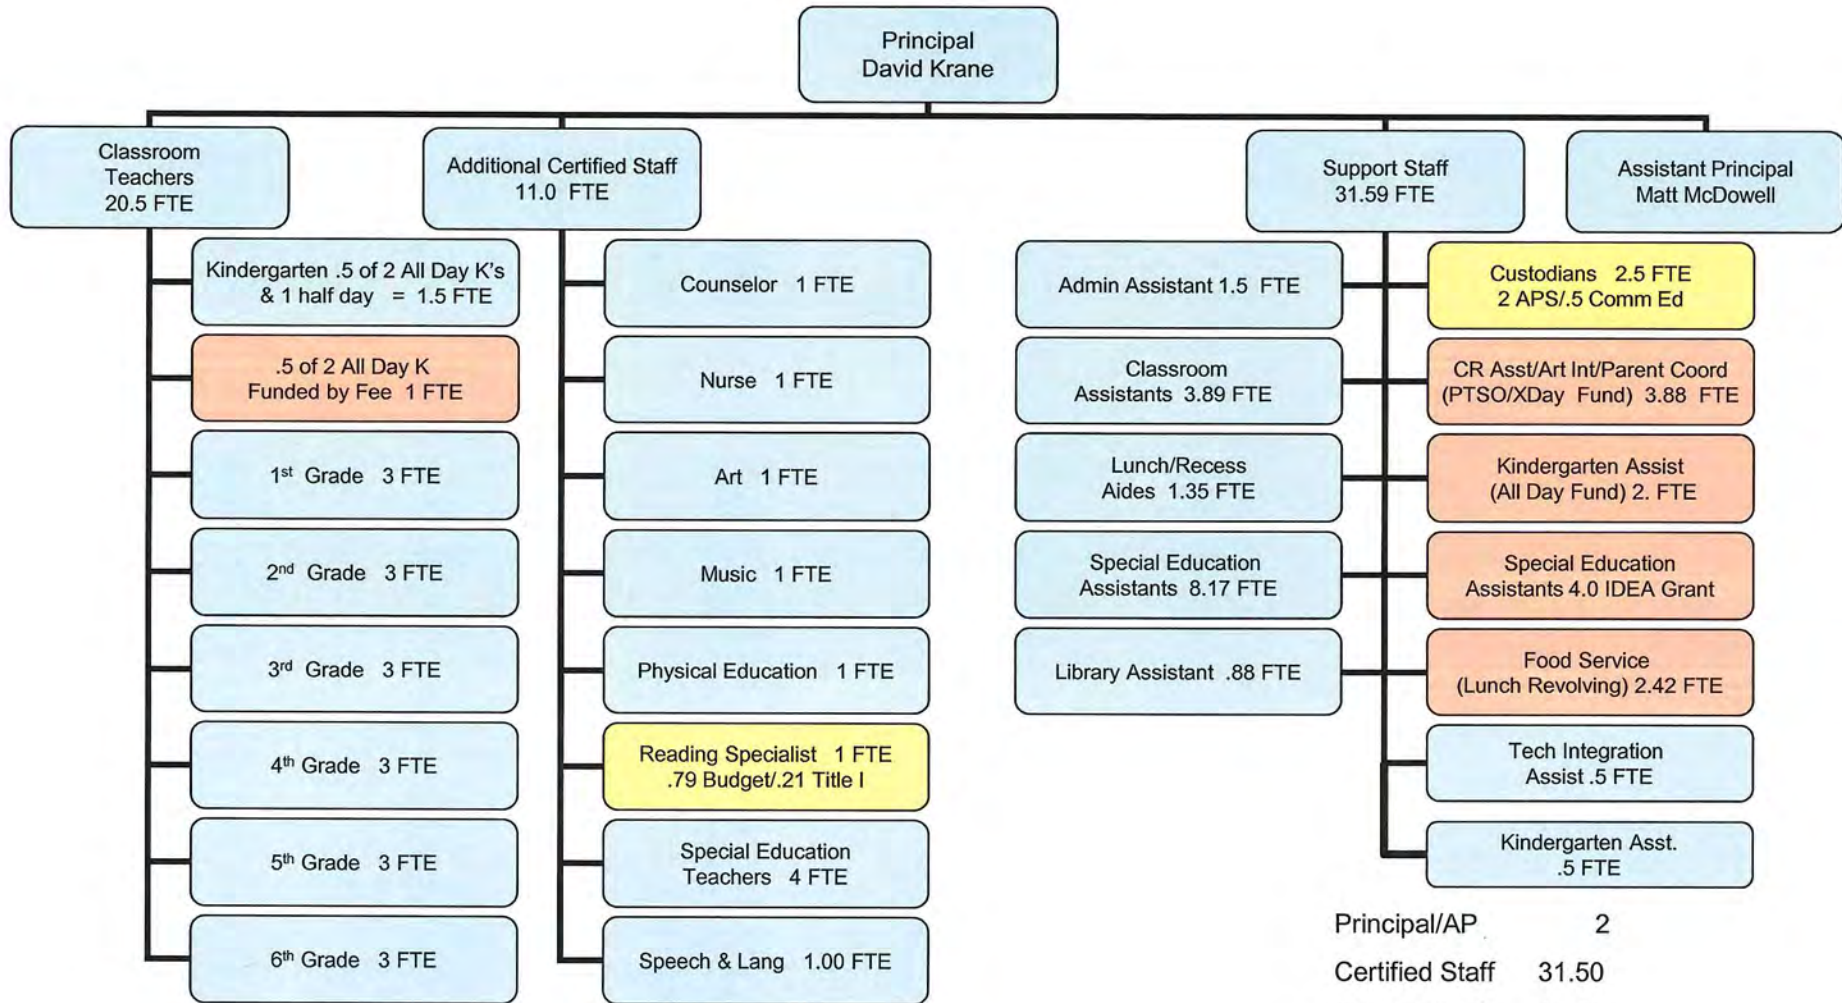 Principal
David Krane
Classroom
Teachers
20.5 FTE
Additional Certified Staff
11.0 FTE
Support Staff
31.59 FTE
Assistant Principal
Matt McDowell
Kindergarten .5 of 2 All Day K's
& 1 half day = 1.5 FTE
.5 of 2 All Day K
Funded by Fee 1 FTE
1st Grade 3 FTE
2nd Grade 3 FTE
3rd Grade 3 FTE
4th Grade 3 FTE
5th Grade 3 FTE
6th Grade 3 FTE
Counselor 1 FTE
Nurse 1 FTE
Art 1 FTE
Music 1 FTE
Physical Education 1 FTE
Reading Specialist 1 FTE
.79 Budget/.21 Title I
Special Education
Teachers 4 FTE
Speech & Lang 1.00 FTE
Admin Assistant 1.5 FTE
Classroom
Assistants 3.89 FTE
Lunch/Recess
Aides 1.35 FTE
Special Education
Assistants 8.17 FTE
Library Assistant .88 FTE
Custodians 2.5 FTE
2 APS/.5 Comm Ed
CR Asst/Art Int/Parent Coord
(PTSO/XDay Fund) 3.88 FTE
Kindergarten Assist
(All Day Fund) 2. FTE
Special Education
Assistants 4.0 IDEA Grant
Food Service
(Lunch Revolving) 2.42 FTE
Tech Integration
Assist .5 FTE
Kindergarten Asst.
.5 FTE
Principal/AP 2
Certified Staff 31.50